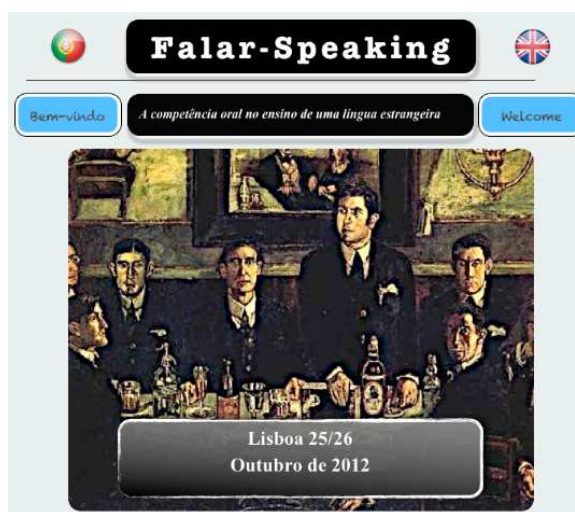 Falar-Speaking
Bem-vindo
A competência oral no ensino de uma língua estrangeira
Welcome
Lisboa 25/26
Outubro de 2012